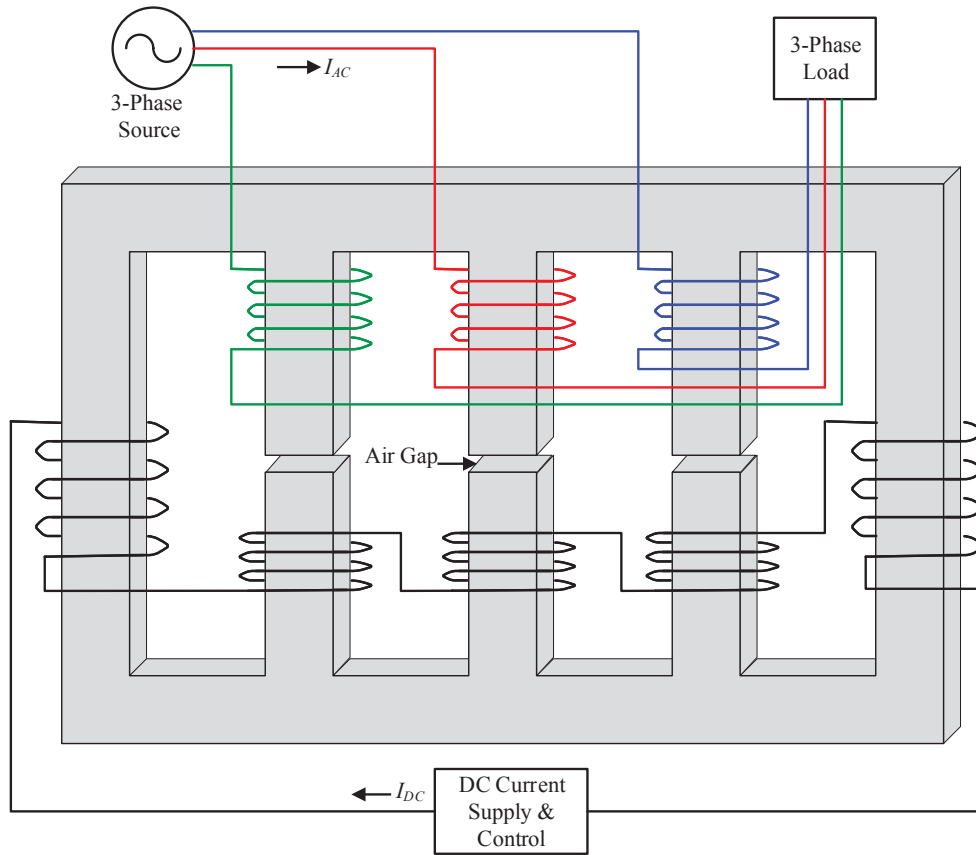 3-Phase
Source
I_AC
3-Phase
Load
Air Gap
I_DC
DC Current
Supply &
Control